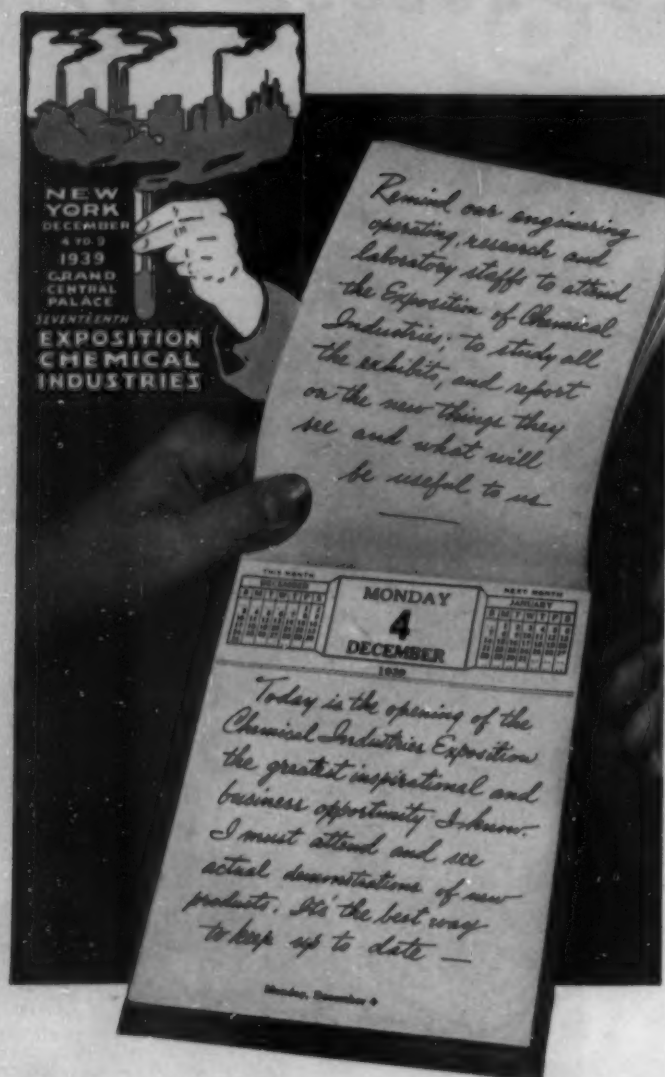 NEW
YORK
DECEMBER
4 TO 9
1939
GRAND
CENTRAL
PALACE
SEVENTEENTH
EXPOSITION
CHEMICAL
INDUSTRIES
Remind our engineering
operating, research and
laboratory staffs to attend
the Exposition of Chemical
Industries; to study all
the exhibits, and report
on the new things they
see and what will
be useful to us
THIS MONTH
DECEMBER
S M T W T F S
MONDAY
4
DECEMBER
1939
NEXT MONTH
JANUARY
S M T W T F S
Today is the opening of the
Chemical Industries Exposition
the greatest inspirational and
business opportunity I know.
I must attend and see
actual demonstrations of new
products. It's the best way
to keep up to date —
Monday, December 4